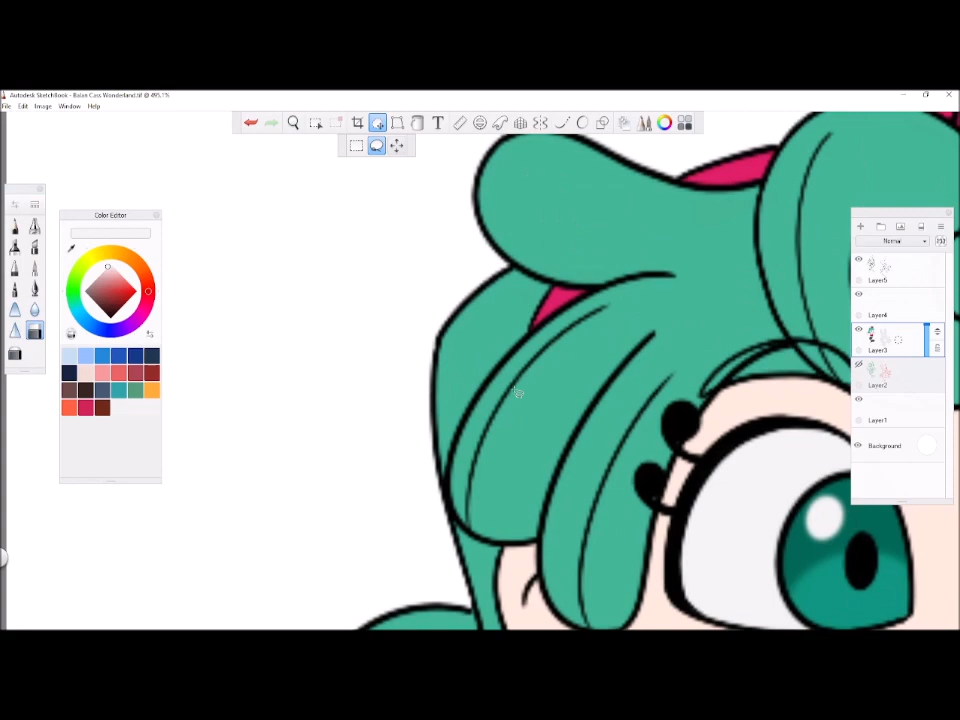 Autodesk SketchBook - Balan Cass Wonderland.tif @ 495.1%
File Edit Image Window Help
T
Color Editor
Normal
Layer5
Layer4
Layer3
Layer2
Layer1
Background